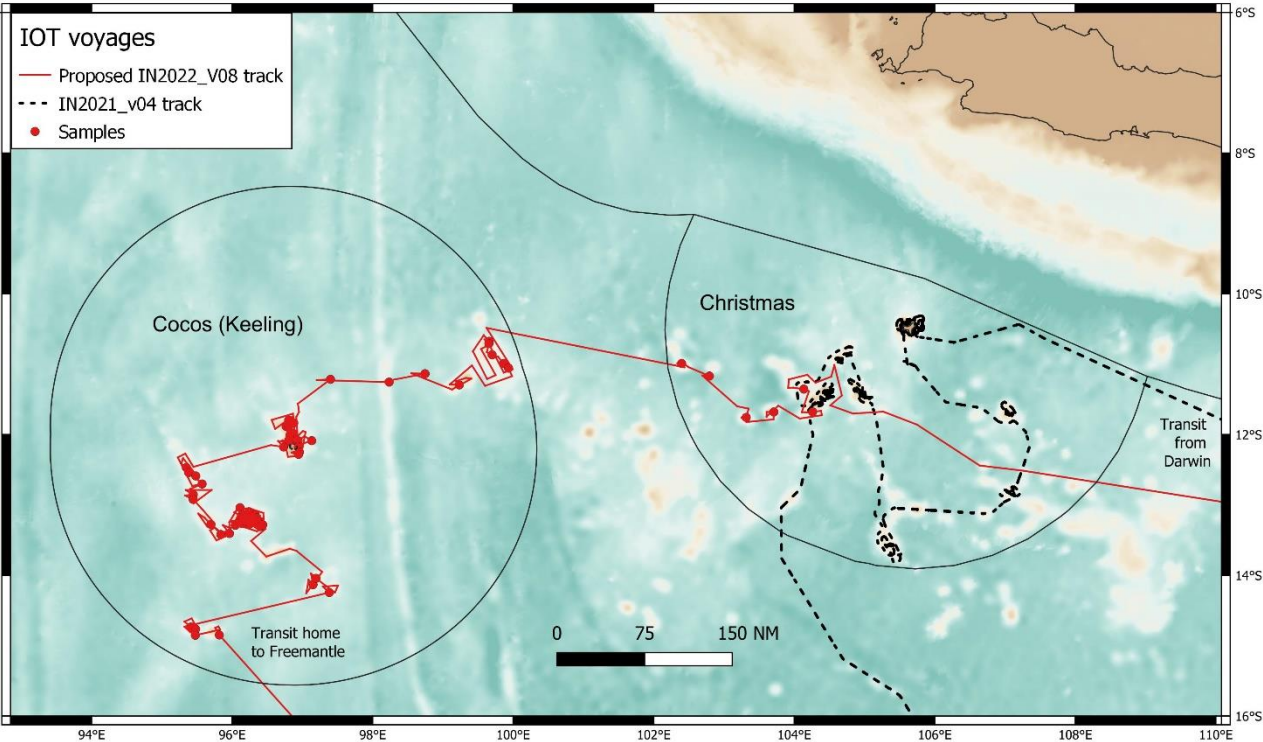 IOT voyages
Proposed IN2022_V08 track
IN2021_v04 track
Samples
6°S
8°S
10°S
12°S
14°S
16°S
Cocos (Keeling)
Christmas
Transit
from
Darwin
Transit home
to Freemantle
0 75 150 NM
94°E 96°E 98°E 100°E 102°E 104°E 106°E 108°E 110°E